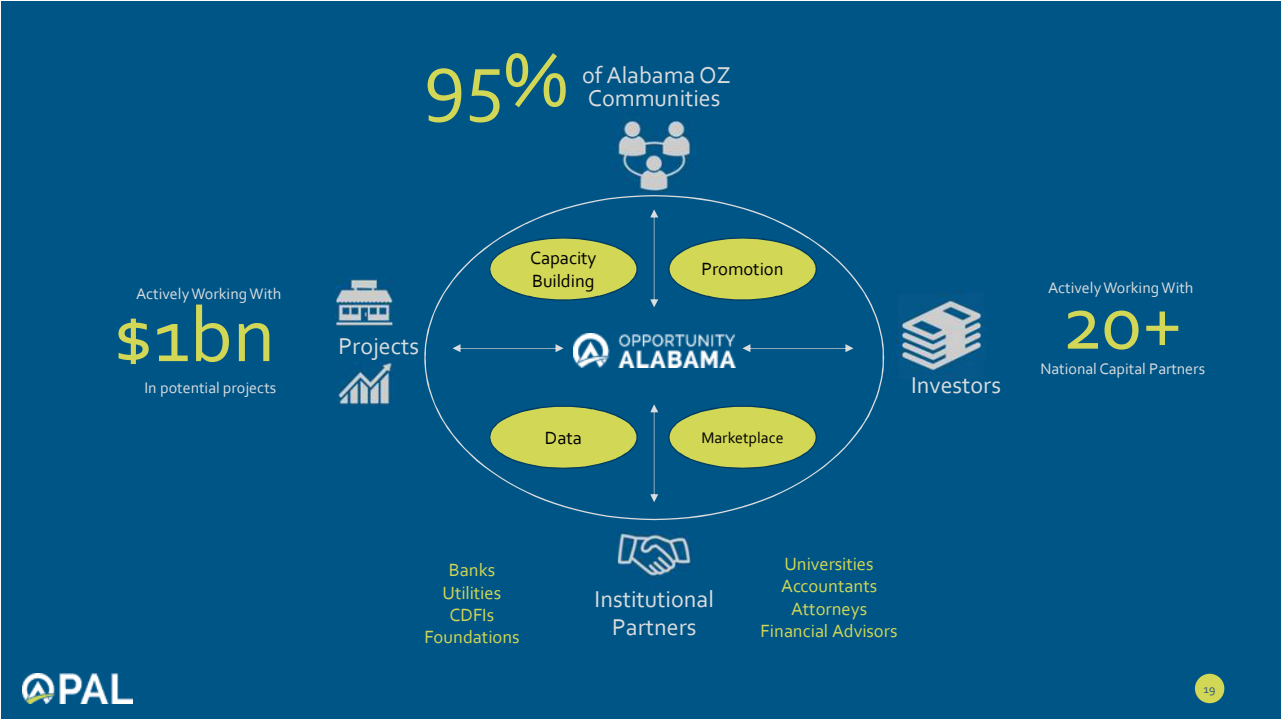 95% of Alabama OZ
Communities
Capacity
Building
Promotion
Actively Working With
$1bn
In potential projects
Projects
OPPORTUNITY
ALABAMA
Investors
Actively Working With
20+
National Capital Partners
Data
Marketplace
Banks
Utilities
CDFIs
Foundations
Institutional
Partners
Universities
Accountants
Attorneys
Financial Advisors
OPAL
19